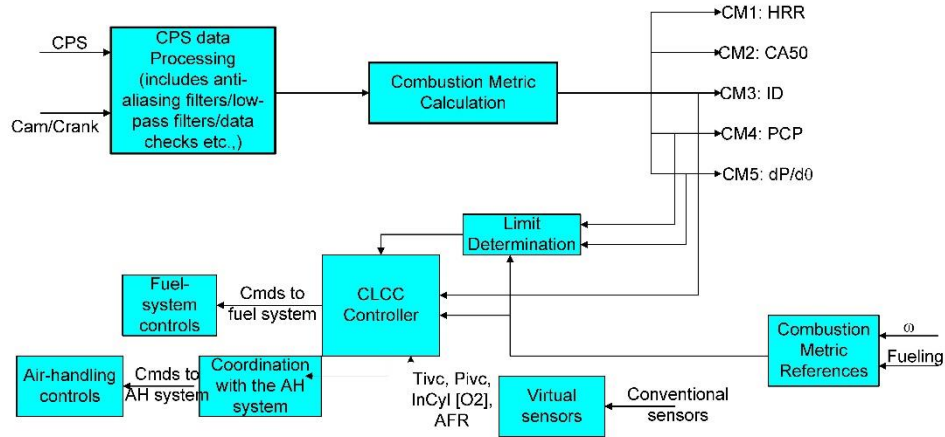 CPS
Cam/Crank
CPS data
Processing
(includes anti-
aliasing filters/low-
pass filters/data
checks etc.,)
Combustion Metric
Calculation
CM1: HRR
CM2: CA50
CM3: ID
CM4: PCP
CM5: dP/dθ
Limit
Determination
CLCC
Controller
Cmds to
fuel system
Fuel-
system
controls
Air-handling
controls
Cmds to
AH system
Coordination
with the AH
system
Tivc, Pivc,
InCyl [O2],
AFR
Virtual
sensors
Conventional
sensors
Combustion
Metric
References
ω
Fueling